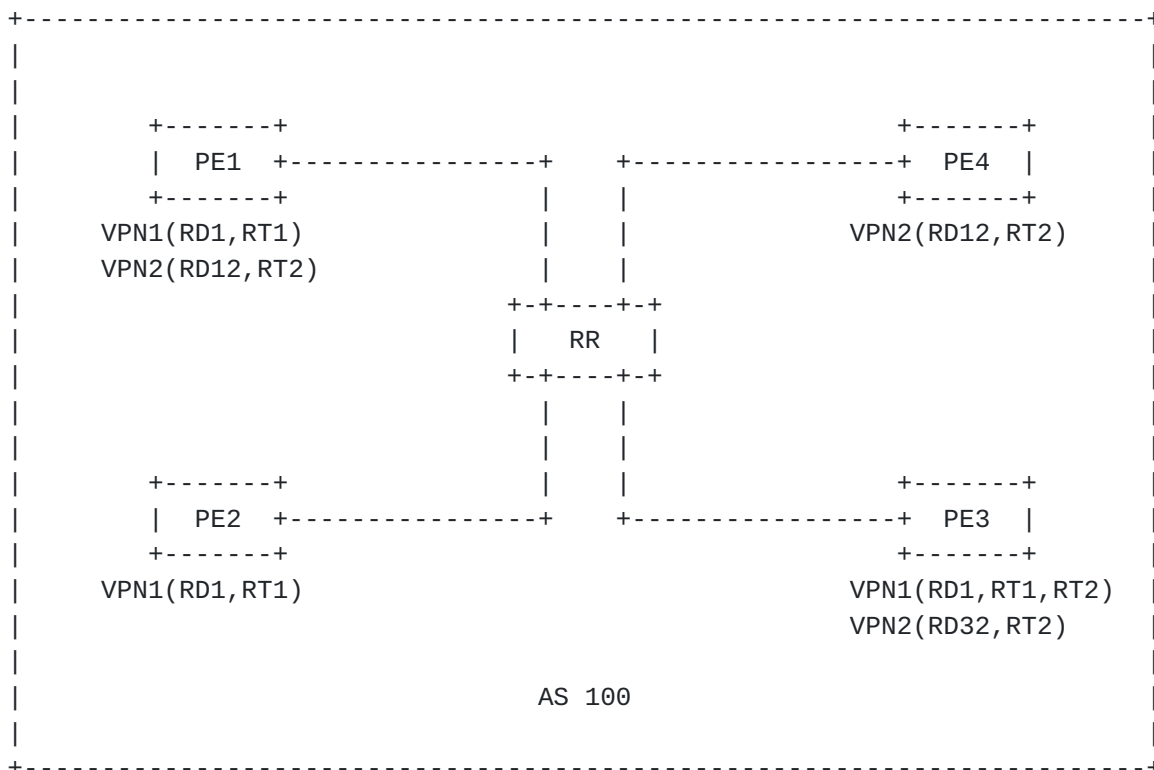 PE1 PE4
VPN1(RD1,RT1) VPN2(RD12,RT2)
VPN2(RD12,RT2)
RR
PE2 PE3
VPN1(RD1,RT1) VPN1(RD1,RT1,RT2)
VPN2(RD32,RT2)
AS 100